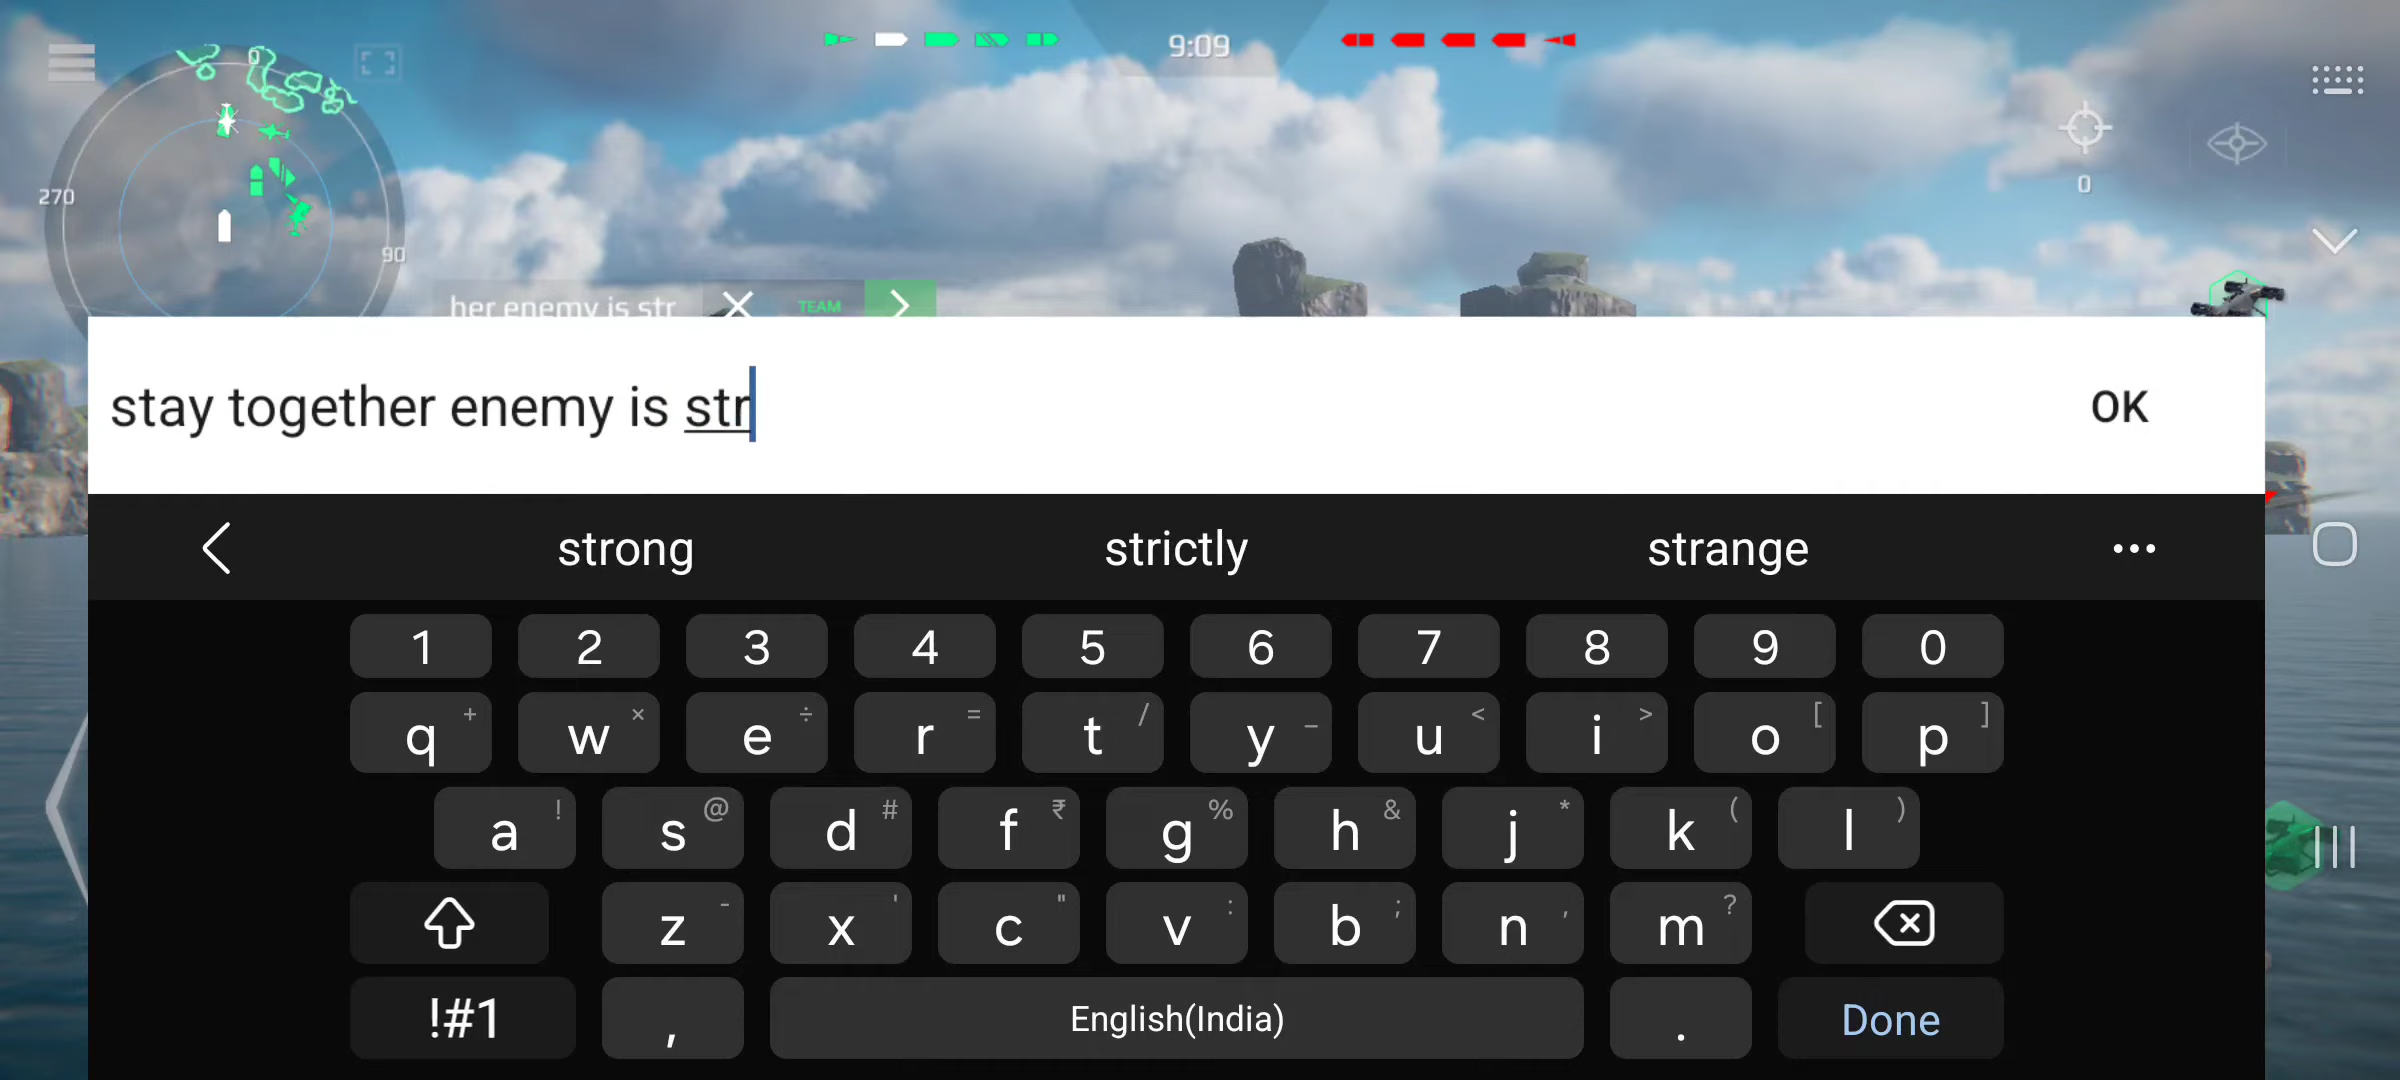 0
9:09
270
90
0
her enemy is str
TEAM
stay together enemy is str
OK
strong strictly strange
1 2 3 4 5 6 7 8 9 0
q + w × e ÷ r = t / y _ u < i > o [ p ]
a ! s @ d # f ₹ g % h & j * k ( l )
z - x ' c " v : b ; n , m ?
!#1 , English(India) . Done